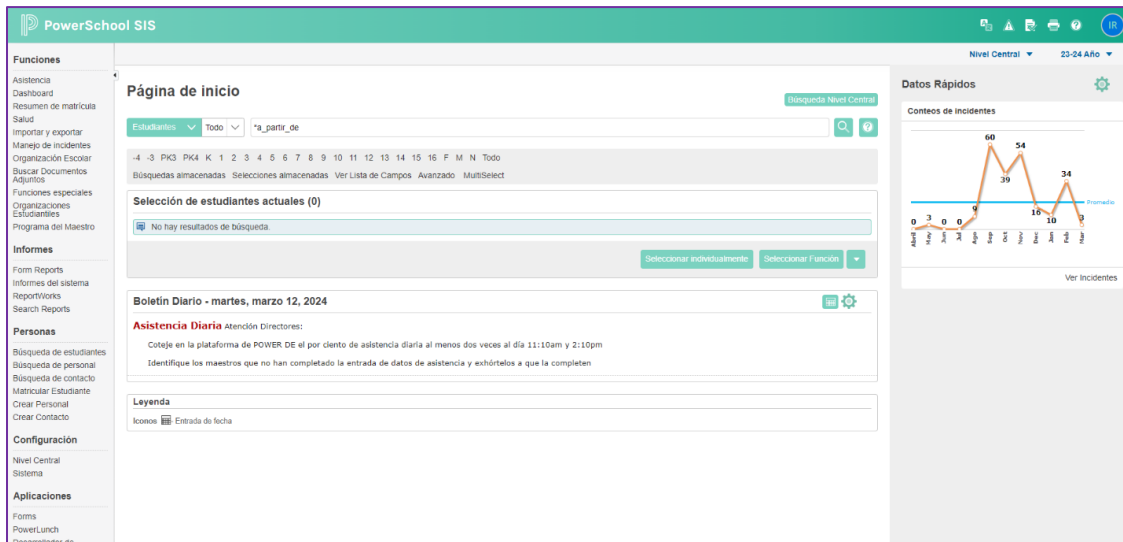 PowerSchool SIS
IR
Nivel Central
23-24 Año
Funciones
Asistencia
Dashboard
Resumen de matrícula
Salud
Importar y exportar
Manejo de incidentes
Organización Escolar
Buscar Documentos
Adjuntos
Funciones especiales
Organizaciones
Estudiantiles
Programa del Maestro
Informes
Form Reports
Informes del sistema
ReportWorks
Search Reports
Personas
Búsqueda de estudiantes
Búsqueda de personal
Búsqueda de contacto
Matricular Estudiante
Crear Personal
Crear Contacto
Configuración
Nivel Central
Sistema
Aplicaciones
Forms
PowerLunch
Página de inicio
Búsqueda Nivel Central
Estudiantes Todo *a_partir_de
-4 -3 PK3 PK4 K 1 2 3 4 5 6 7 8 9 10 11 12 13 14 15 16 F M N Todo
Búsquedas almacenadas Selecciones almacenadas Ver Lista de Campos Avanzado MultiSelect
Selección de estudiantes actuales (0)
No hay resultados de búsqueda.
Seleccionar individualmente Seleccionar Función
Boletín Diario - martes, marzo 12, 2024
Asistencia Diaria Atención Directores:
Coteje en la plataforma de POWER DE el por ciento de asistencia diaria al menos dos veces al día 11:10am y 2:10pm
Identifique los maestros que no han completado la entrada de datos de asistencia y exhórtelos a que la completen
Leyenda
Iconos Entrada de fecha
Datos Rápidos
Conteos de incidentes
0 3 0 0 9 60 39 54 16 10 34 3
Promedio
Abril May Jun Jul Ago Sep Oct Nov Dec Jan Feb Mar
Ver Incidentes